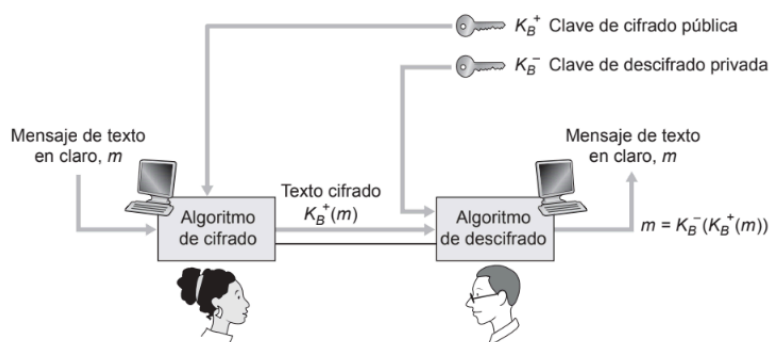 K_B^+ Clave de cifrado pública
K_B^- Clave de descifrado privada
Mensaje de texto
en claro, m
Mensaje de texto
en claro, m
Algoritmo
de cifrado
Texto cifrado
K_B^+(m)
Algoritmo
de descifrado
m = K_B^-(K_B^+(m))